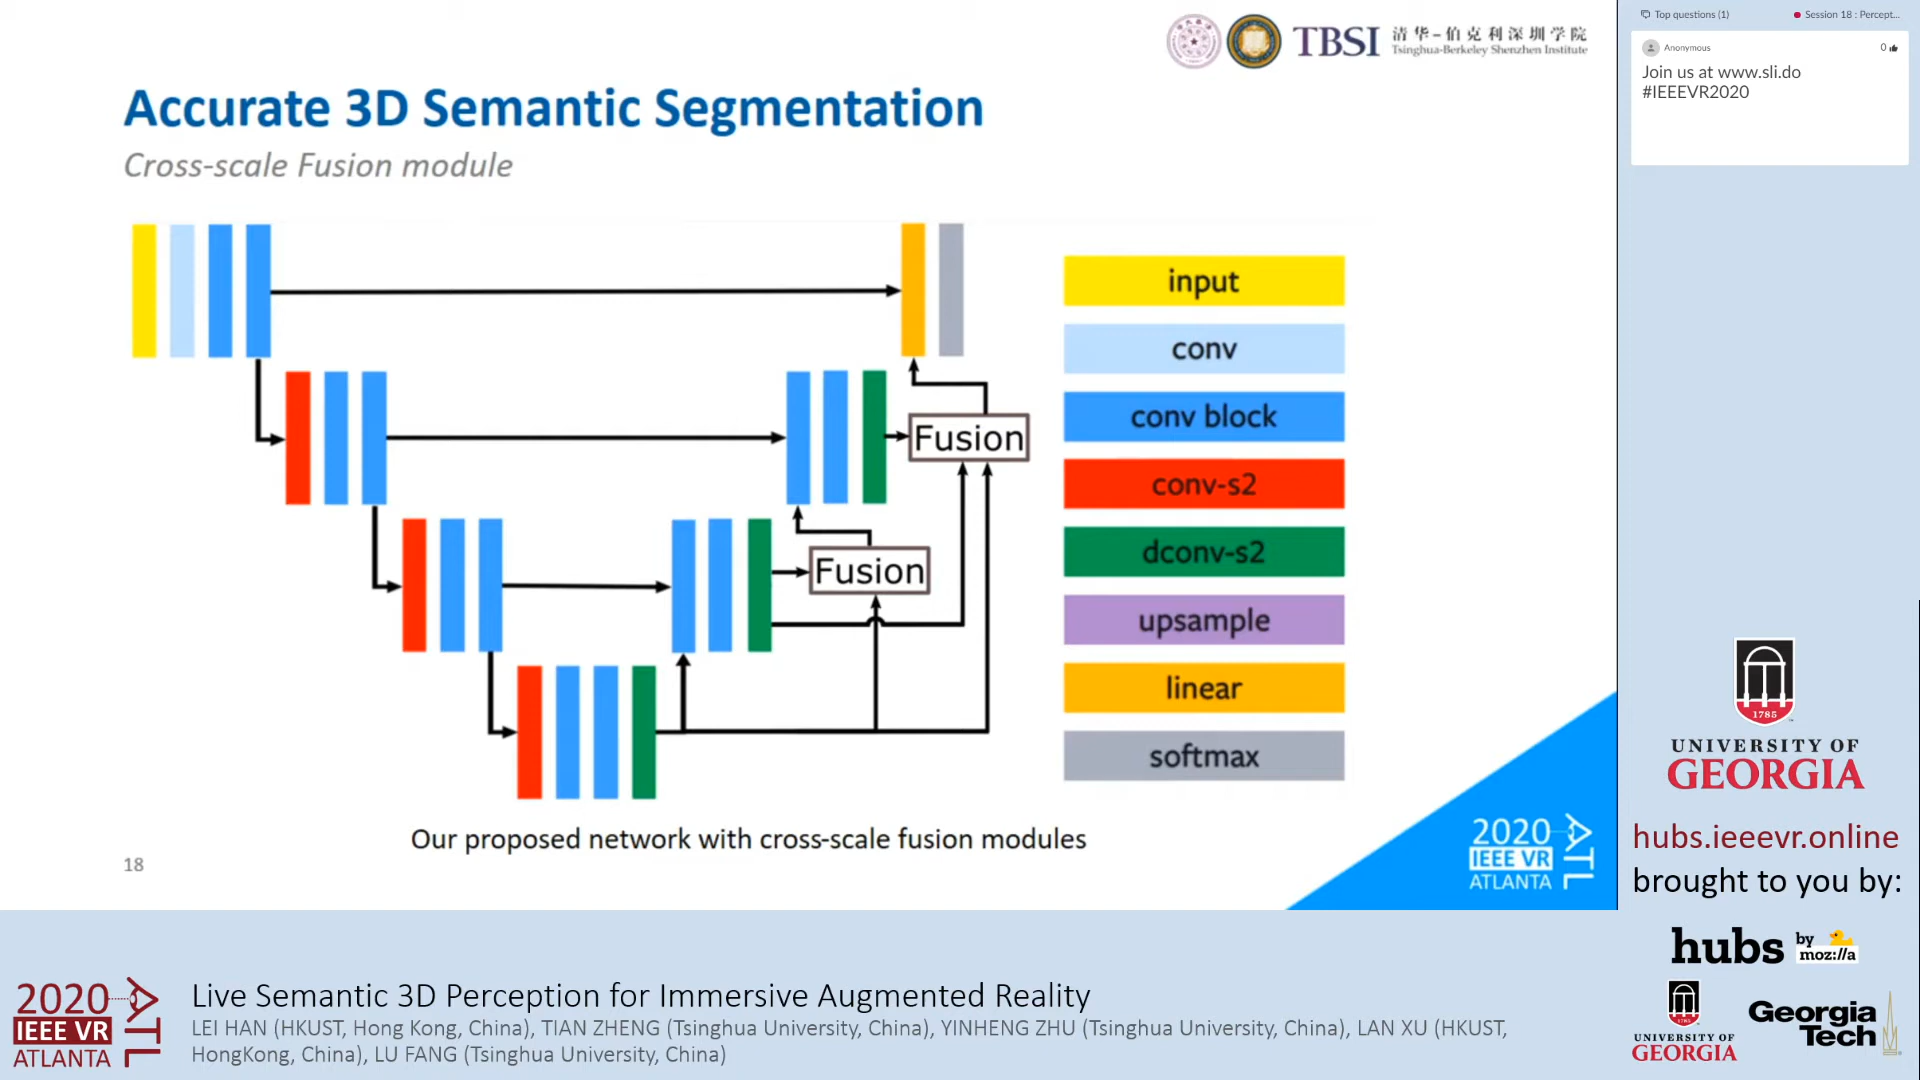 TBSI 清华-伯克利深圳学院
Tsinghua-Berkeley Shenzhen Institute
Accurate 3D Semantic Segmentation
Cross-scale Fusion module
Fusion
Fusion
input
conv
conv block
conv-s2
dconv-s2
upsample
linear
softmax
Our proposed network with cross-scale fusion modules
18
2020
IEEE VR
ATLANTA
ATL
Top questions (1)
Session 18 : Percept...
Anonymous
0
Join us at www.sli.do
#IEEEVR2020
1785
UNIVERSITY OF
GEORGIA
hubs.ieeevr.online
brought to you by:
hubs by
moz://a
UNIVERSITY OF
GEORGIA
Georgia
Tech
2020
IEEE VR
ATLANTA
ATL
Live Semantic 3D Perception for Immersive Augmented Reality
LEI HAN (HKUST, Hong Kong, China), TIAN ZHENG (Tsinghua University, China), YINHENG ZHU (Tsinghua University, China), LAN XU (HKUST,
HongKong, China), LU FANG (Tsinghua University, China)